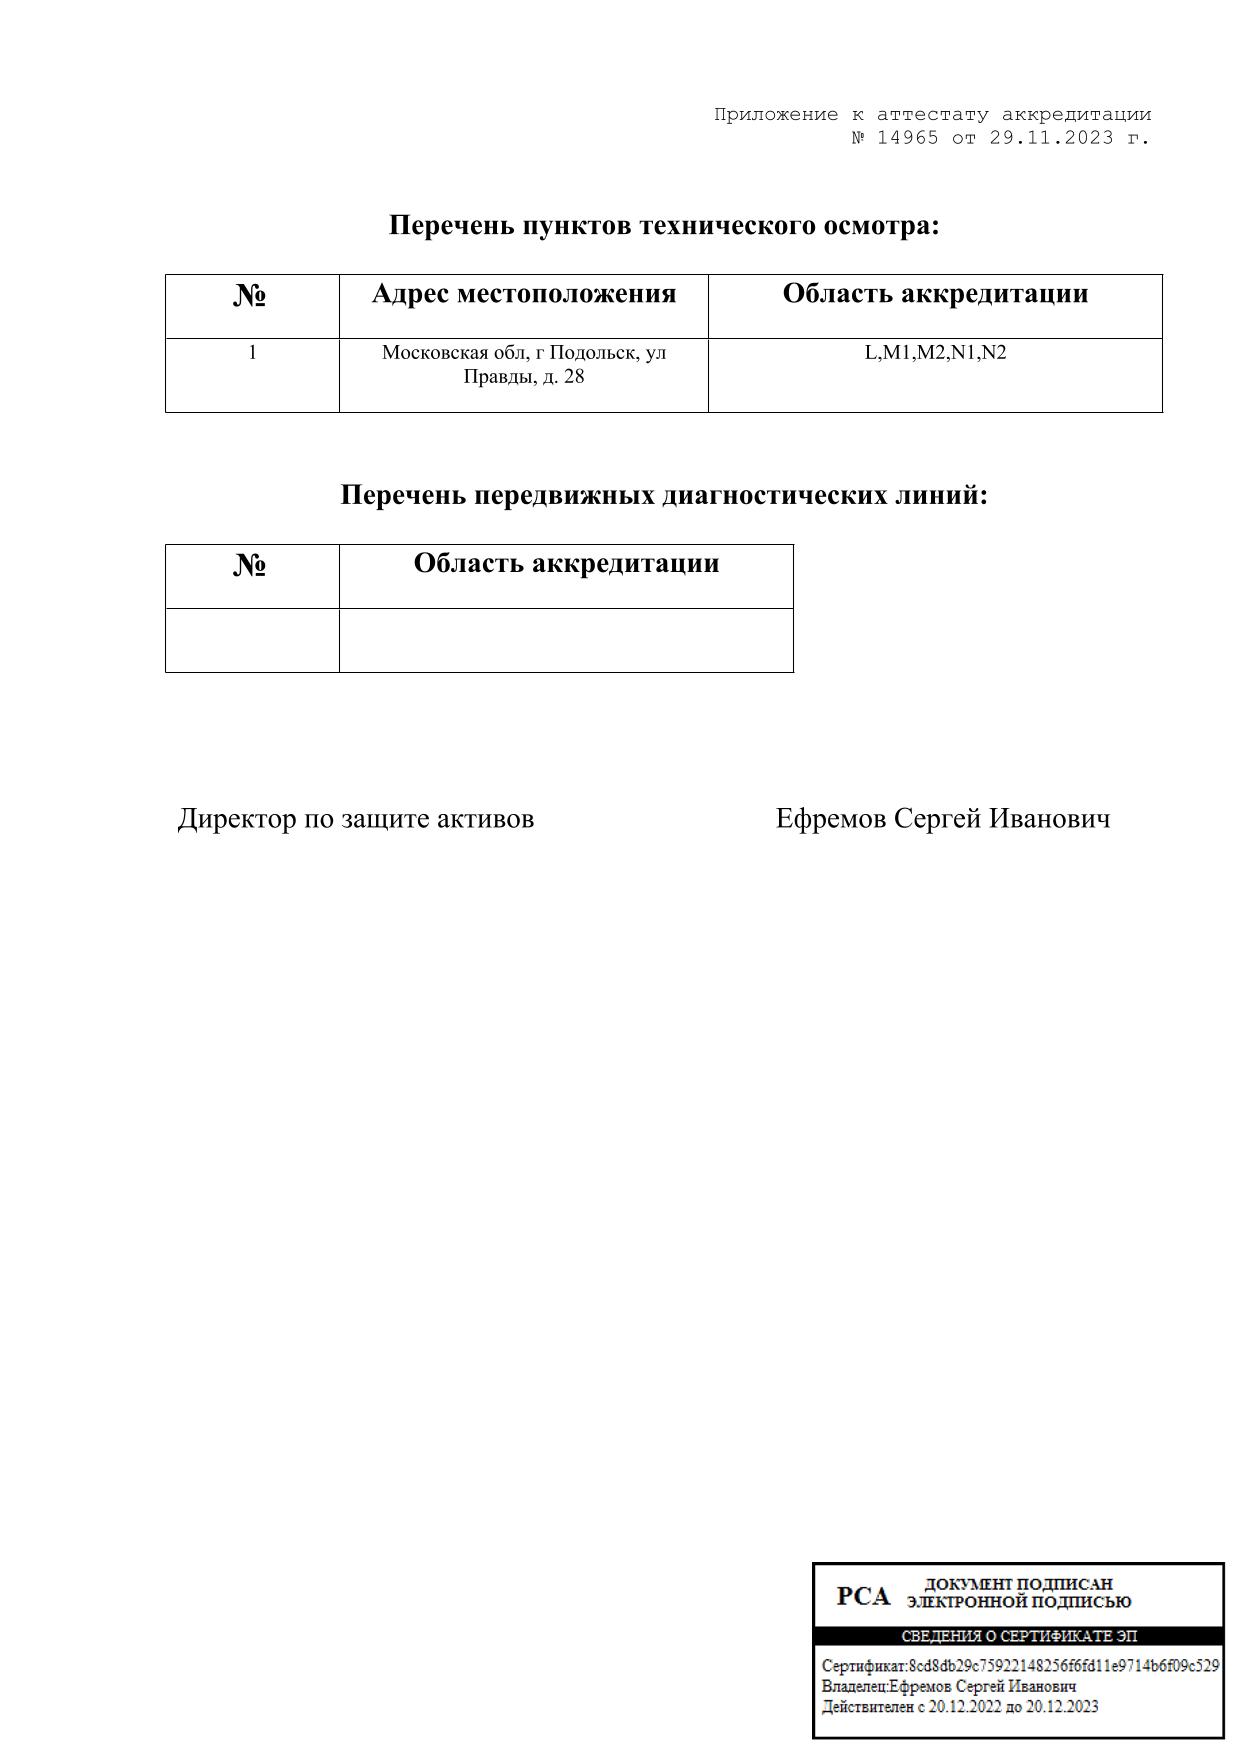 Приложение к аттестату аккредитации
№ 14965 от 29.11.2023 г.
Перечень пунктов технического осмотра:
№ Адрес местоположения Область аккредитации
1 Московская обл, г Подольск, ул L,M1,M2,N1,N2
Правды, д. 28
Перечень передвижных диагностических линий:
№ Область аккредитации
Директор по защите активов Ефремов Сергей Иванович
РСА ДОКУМЕНТ ПОДПИСАН
ЭЛЕКТРОННОЙ ПОДПИСЬЮ
СВЕДЕНИЯ О СЕРТИФИКАТЕ ЭП
Сертификат:8cd8db29c75922148256f6fd11e9714b6f09c529
Владелец:Ефремов Сергей Иванович
Действителен с 20.12.2022 до 20.12.2023